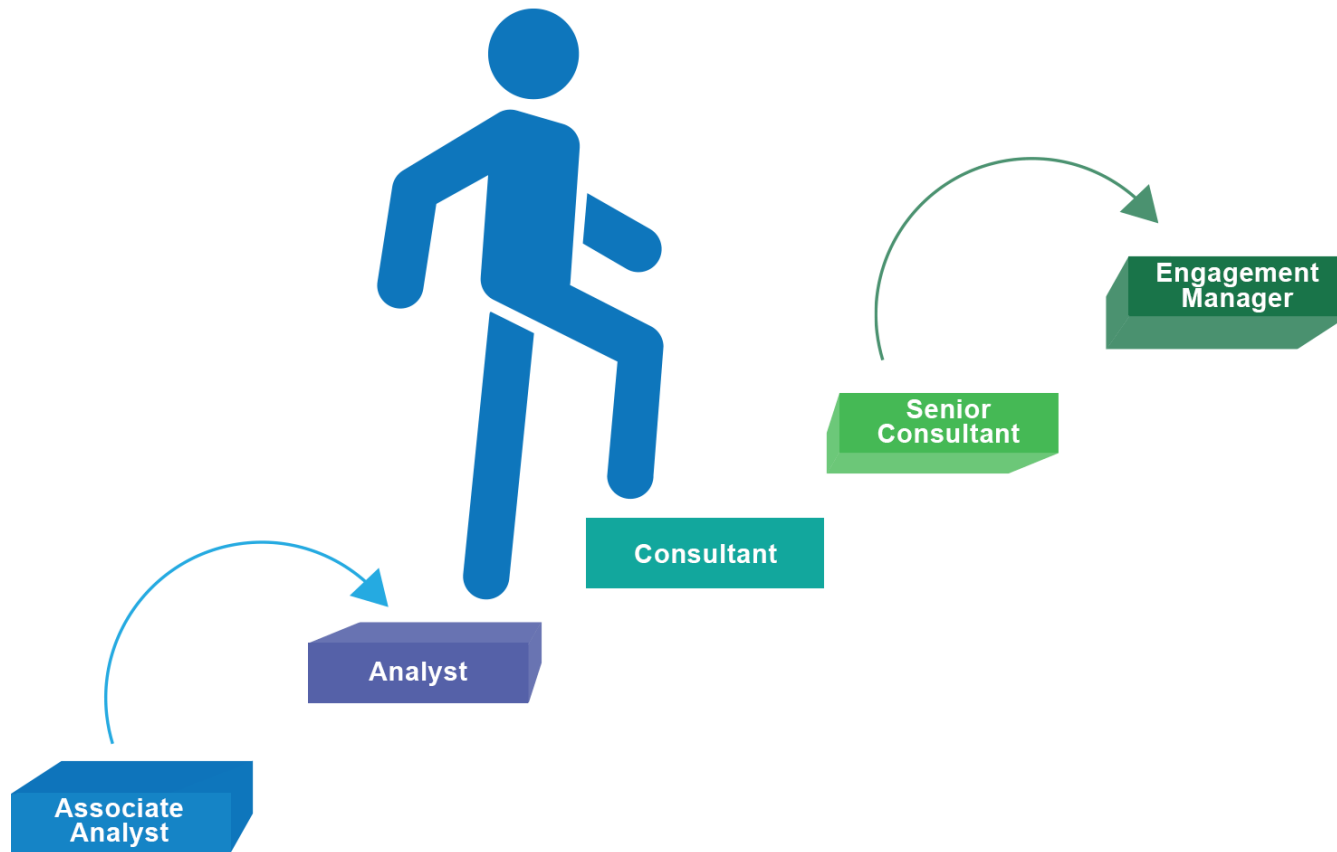 Engagement
Manager
Senior
Consultant
Consultant
Analyst
Associate
Analyst